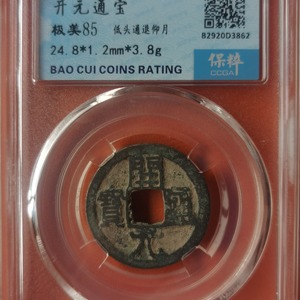 开元通宝
极美85 低头通退仰月
24.8*1.2mm*3.8g
BAO CUI COINS RATING
B2920D3862
保粹
開元通寳